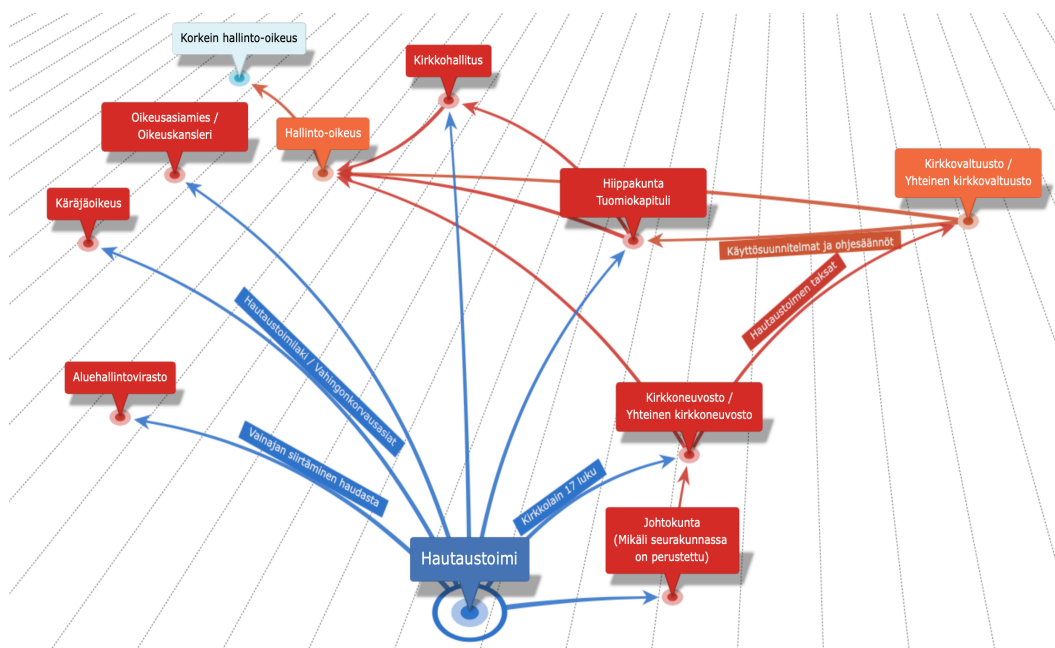 Korkein hallinto-oikeus
Kirkkohallitus
Oikeusasiamies /
Oikeuskansleri
Hallinto-oikeus
Kirkkovaltuusto /
Yhteinen kirkkovaltuusto
Hiippakunta
Tuomiokapituli
Käräjäoikeus
Käyttösuunnitelmat ja ohjesäännöt
Hautaustoimen taksat
Hautaustoimilaki / Vahingonkorvausasiat
Aluehallintovirasto
Kirkkoneuvosto /
Yhteinen kirkkoneuvosto
Vainajan siirtäminen haudasta
Kirkkolain 17 luku
Johtokunta
(Mikäli seurakunnassa
on perustettu)
Hautaustoimi